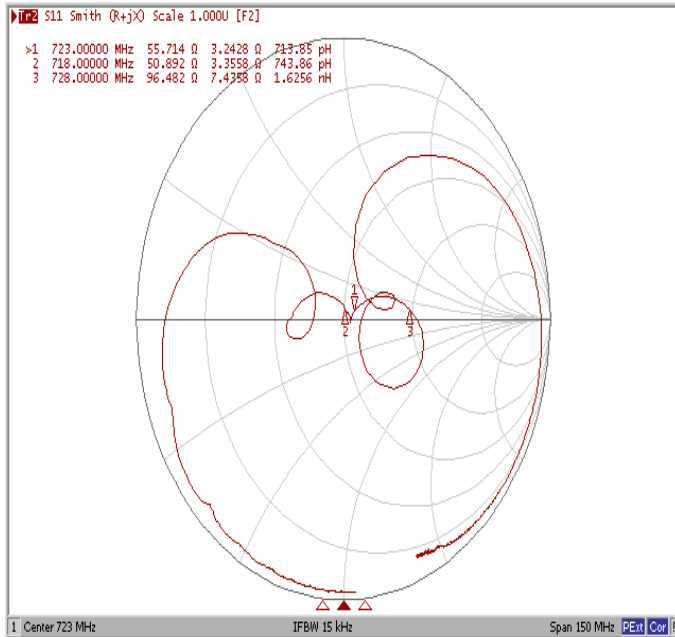 Tr2 S11 Smith (R+jX) Scale 1.000U [F2]
>1 723.00000 MHz 55.714 Ω 3.2428 Ω 713.85 pH
2 718.00000 MHz 50.892 Ω 3.3558 Ω 743.86 pH
3 728.00000 MHz 96.482 Ω 7.4358 Ω 1.6256 nH
1
2
3
1 Center 723 MHz IFBW 15 kHz Span 150 MHz PExt Cor !